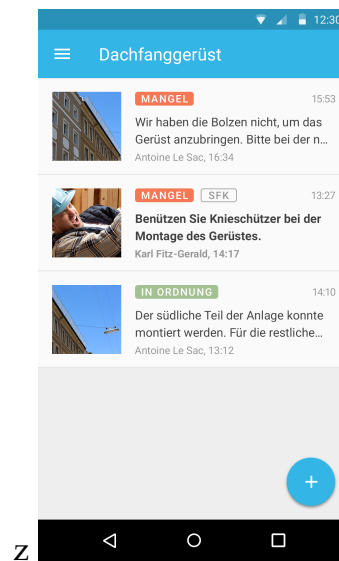 12:30
Dachfanggerüst
MANGEL 15:53
Wir haben die Bolzen nicht, um das
Gerüst anzubringen. Bitte bei der n...
Antoine Le Sac, 16:34
MANGEL SFK 13:27
Benützen Sie Knieschützer bei der
Montage des Gerüstes.
Karl Fitz-Gerald, 14:17
IN ORDNUNG 14:10
Der südliche Teil der Anlage konnte
montiert werden. Für die restliche...
Antoine Le Sac, 13:12
+
z